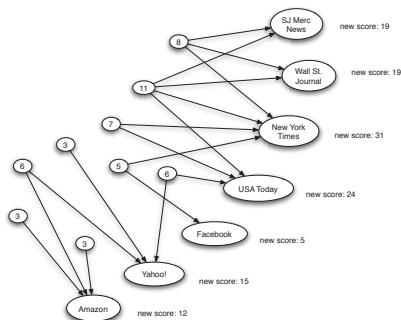 SJ Merc
News
new score: 19
8
Wall St.
Journal
new score: 19
11
7
New York
Times
new score: 31
3
6
5
6
USA Today
new score: 24
3
Facebook
new score: 5
3
Yahoo!
new score: 15
Amazon
new score: 12